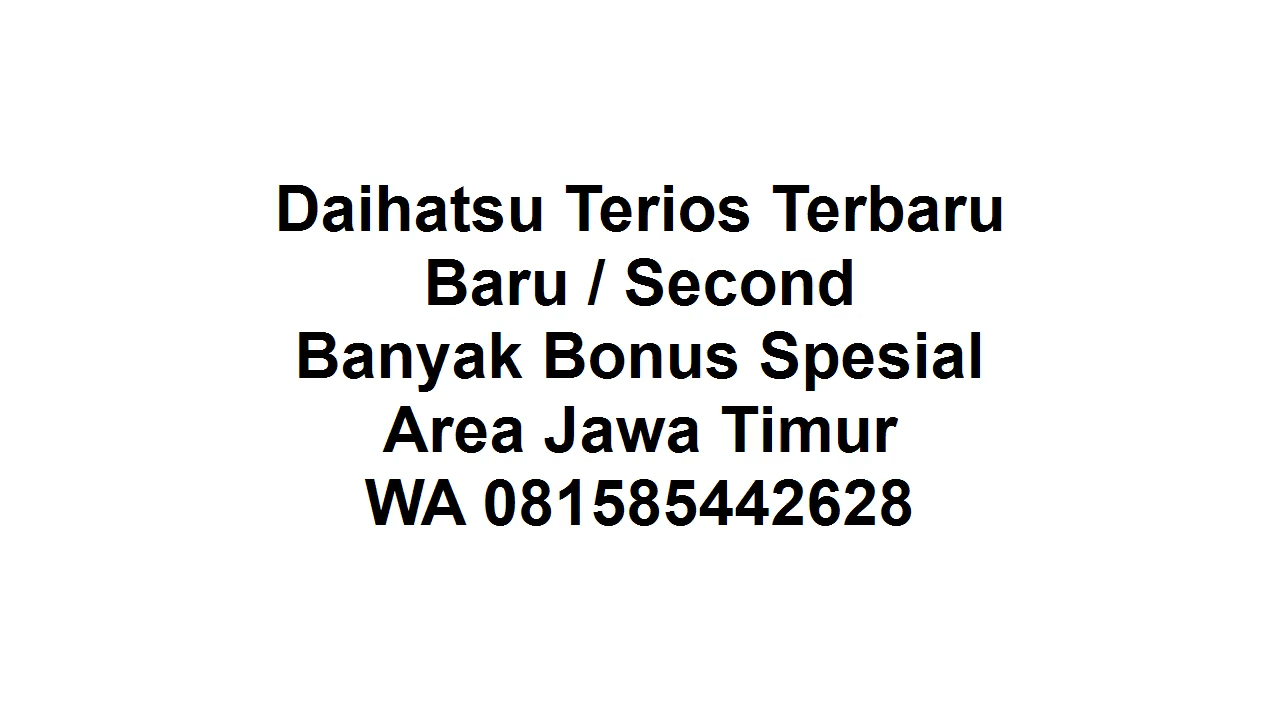 Daihatsu Terios Terbaru
Baru / Second
Banyak Bonus Spesial
Area Jawa Timur
WA 081585442628